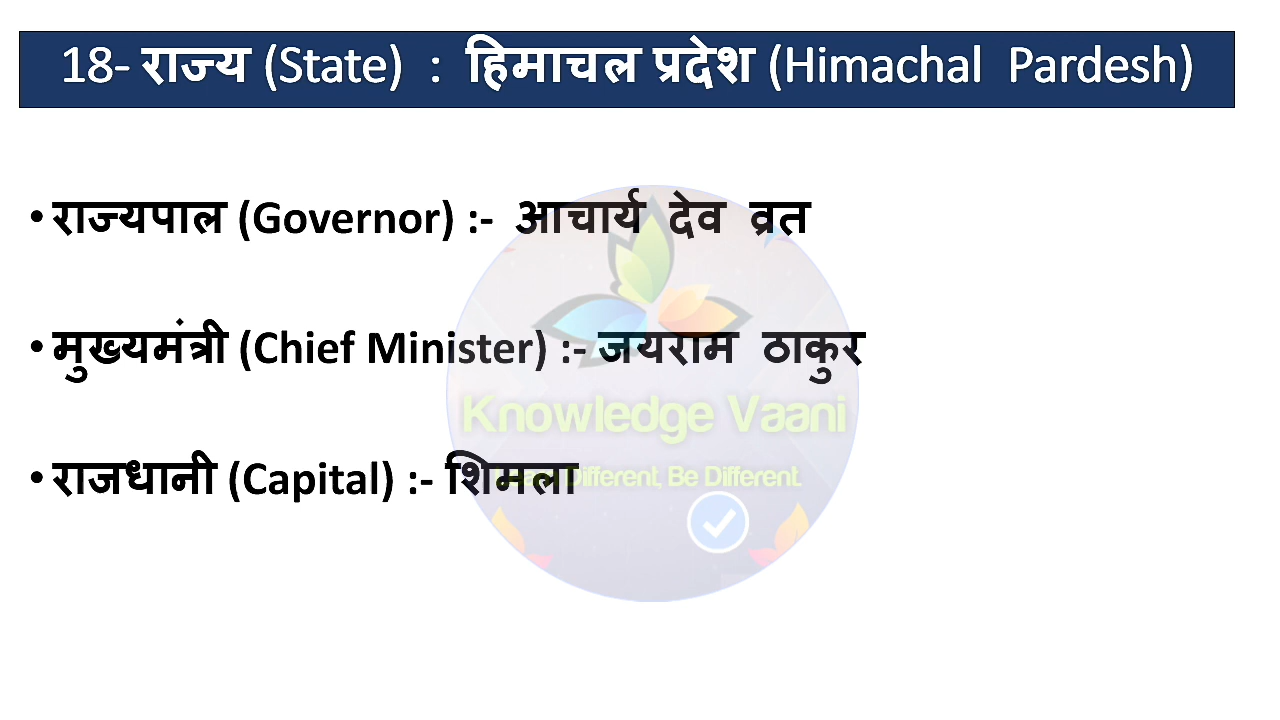 18- राज्य (State) : हिमाचल प्रदेश (Himachal Pardesh)
• राज्यपाल (Governor) :- आचार्य देव व्रत
• मुख्यमंत्री (Chief Minister) :- जयराम ठाकुर
Knowledge Vaani
• राजधानी (Capital) :- शिमला
Different, Be Different.